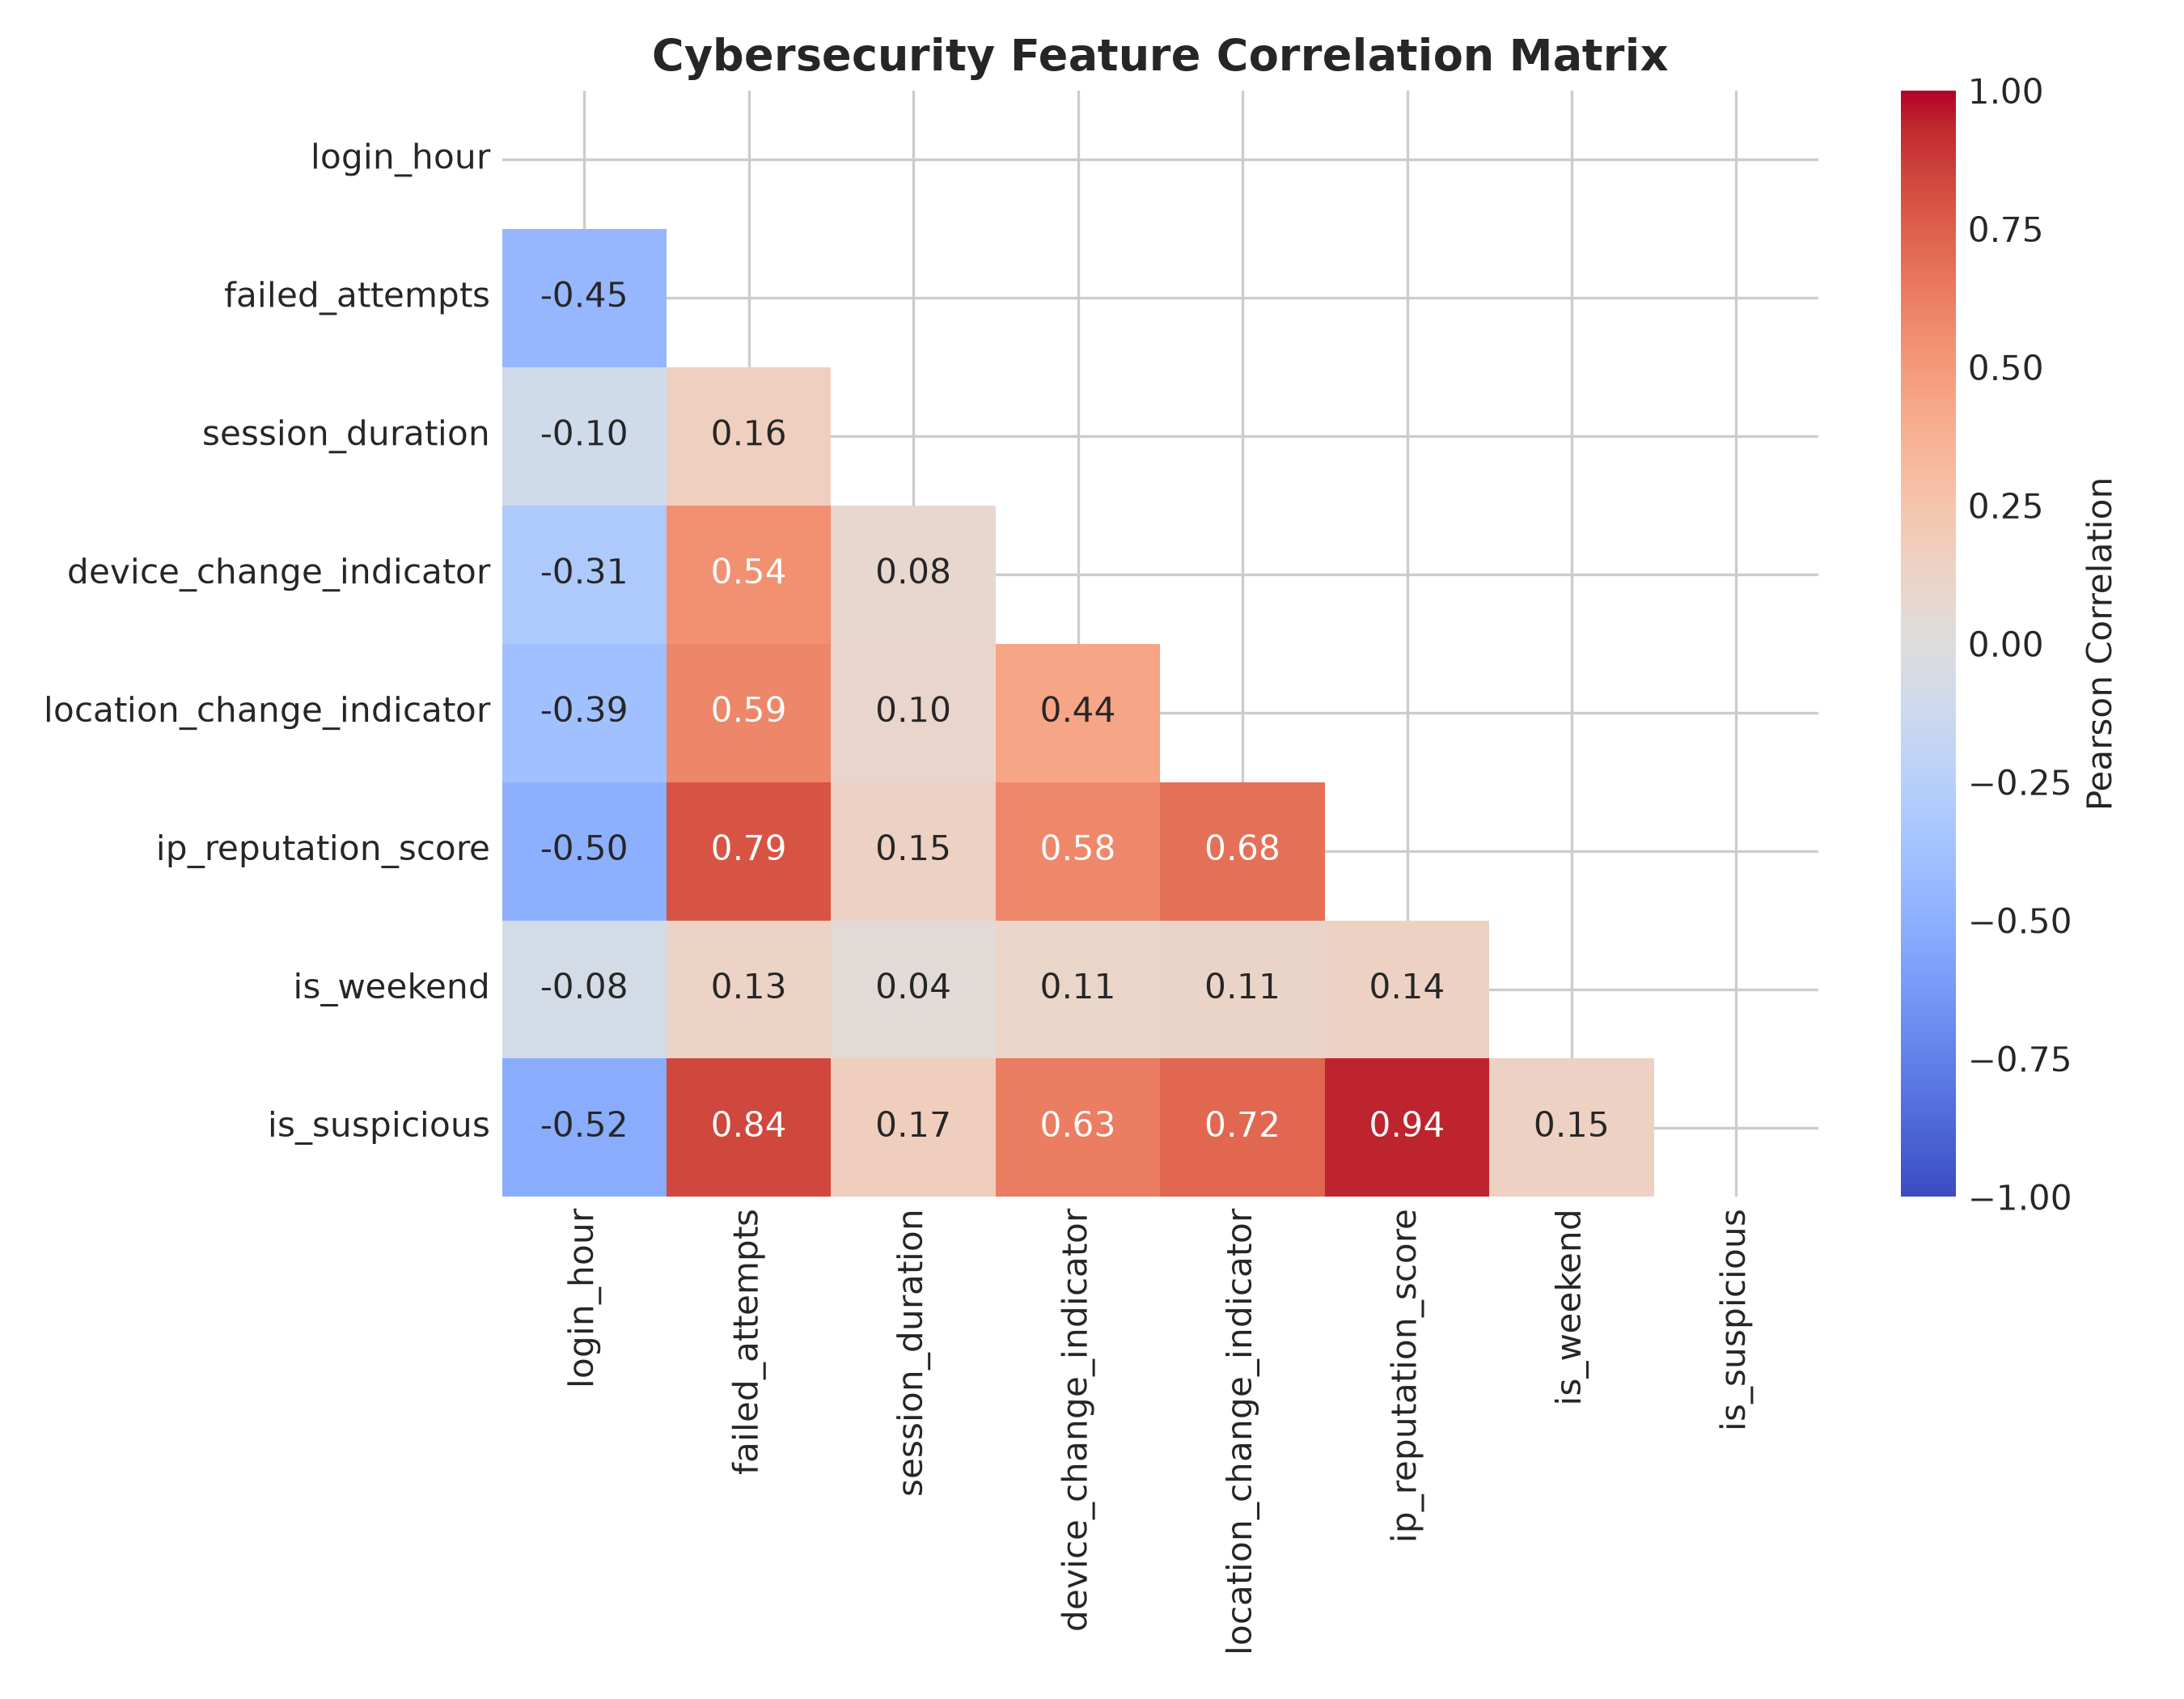 Cybersecurity Feature Correlation Matrix
login_hour
failed_attempts -0.45
session_duration -0.10 0.16
device_change_indicator -0.31 0.54 0.08
location_change_indicator -0.39 0.59 0.10 0.44
ip_reputation_score -0.50 0.79 0.15 0.58 0.68
is_weekend -0.08 0.13 0.04 0.11 0.11 0.14
is_suspicious -0.52 0.84 0.17 0.63 0.72 0.94 0.15
login_hour
failed_attempts
session_duration
device_change_indicator
location_change_indicator
ip_reputation_score
is_weekend
is_suspicious
1.00
0.75
0.50
0.25
0.00
−0.25
−0.50
−0.75
−1.00
Pearson Correlation